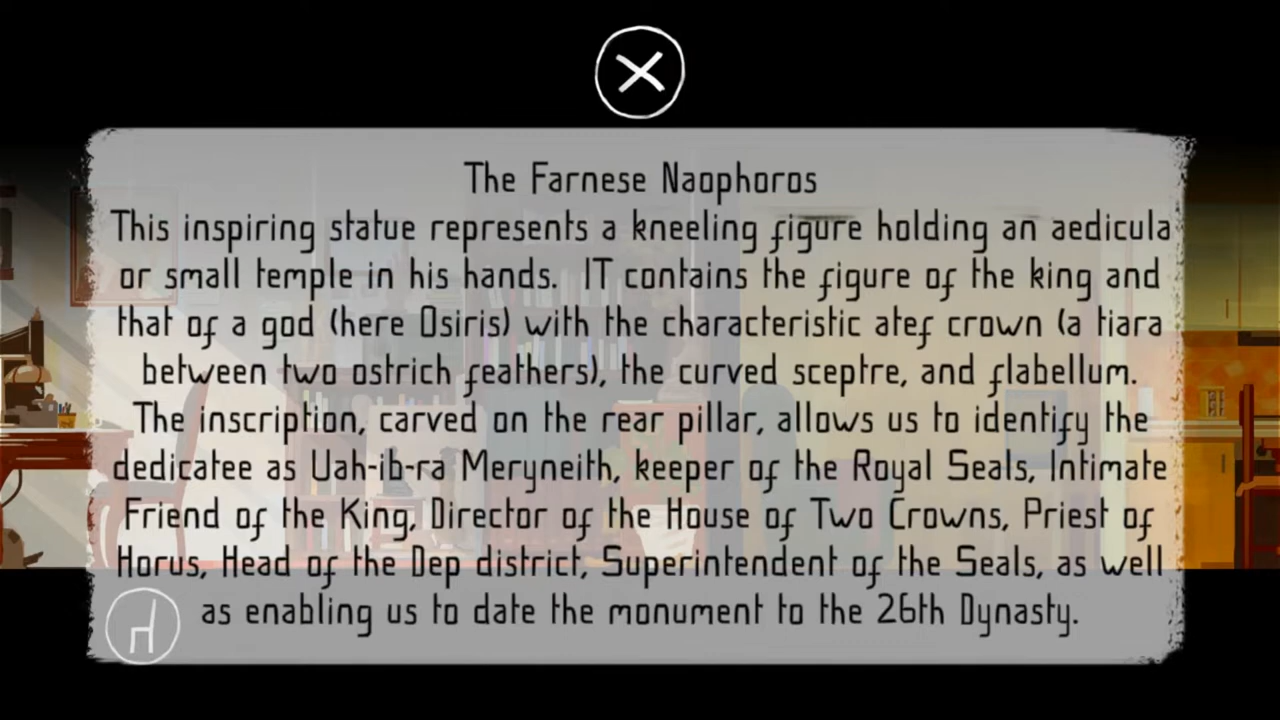 The Farnese Naophoros
This inspiring statue represents a kneeling figure holding an aedicula
or small temple in his hands. IT contains the figure of the king and
that of a god (here Osiris) with the characteristic atef crown (a tiara
between two ostrich feathers), the curved sceptre, and flabellum.
The inscription, carved on the rear pillar, allows us to identify the
dedicatee as Uah-ib-ra Meryneith, keeper of the Royal Seals, Intimate
Friend of the King, Director of the House of Two Crowns, Priest of
Horus, Head of the Dep district, Superintendent of the Seals, as well
as enabling us to date the monument to the 26th Dynasty.